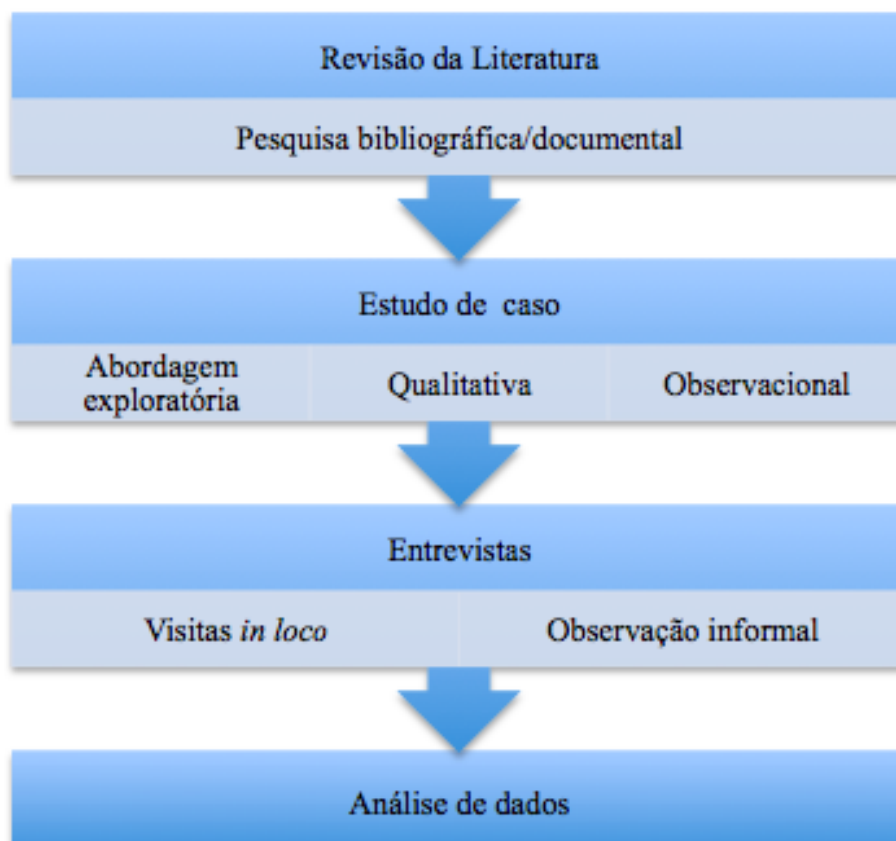 Revisão da Literatura
Pesquisa bibliográfica/documental
Estudo de caso
Abordagem
exploratória
Qualitativa
Observacional
Entrevistas
Visitas in loco
Observação informal
Análise de dados